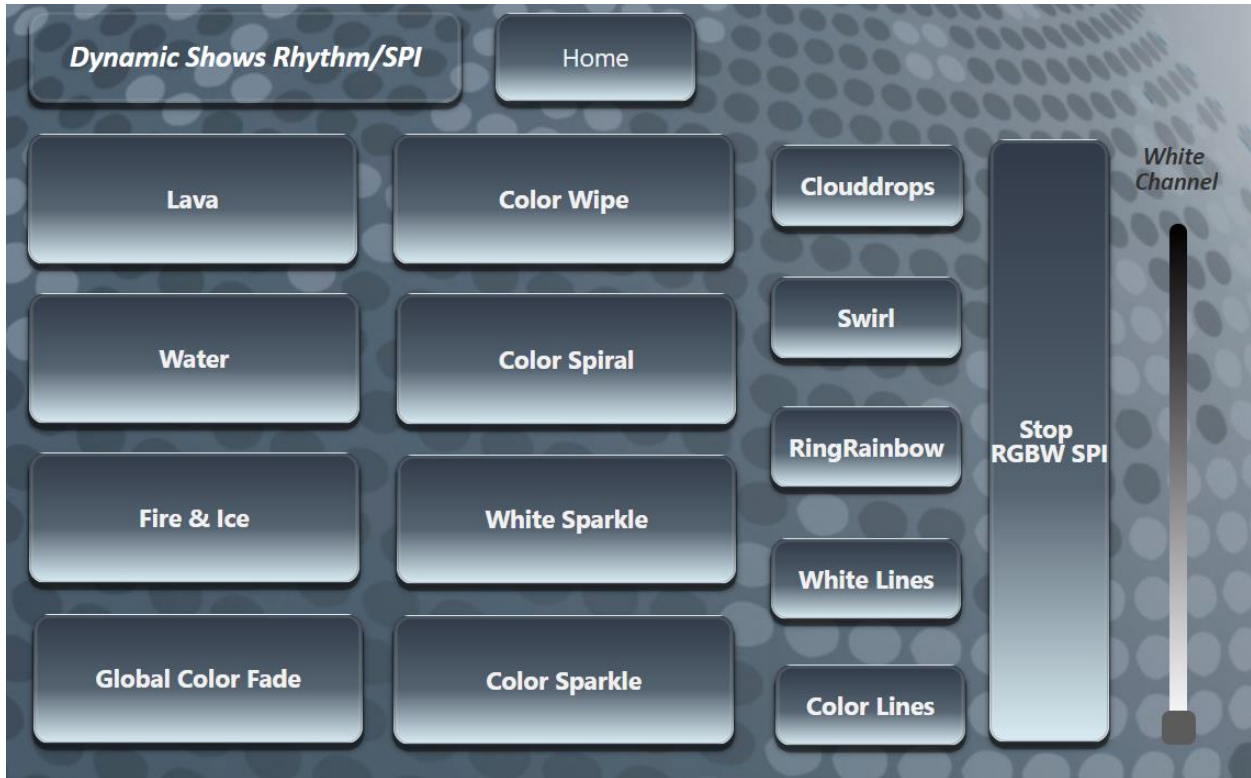 Dynamic Shows Rhythm/SPI
Home
Lava
Color Wipe
Clouddrops
White
Channel
Water
Color Spiral
Swirl
Fire & Ice
White Sparkle
RingRainbow
Stop
RGBW SPI
White Lines
Global Color Fade
Color Sparkle
Color Lines